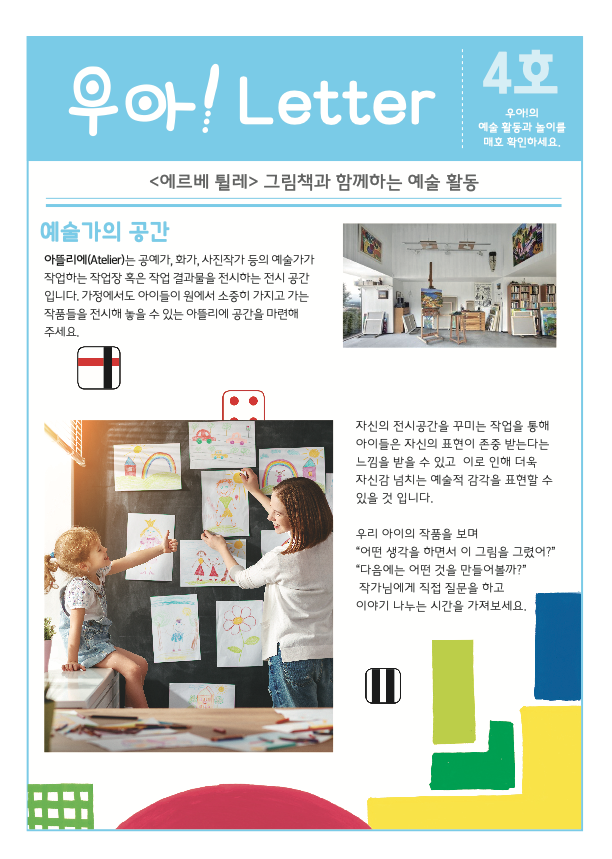 우아! Letter
4호
우아!의
예술 활동과 놀이를
매호 확인하세요.
<에르베 튈레> 그림책과 함께하는 예술 활동
예술가의 공간
아뜰리에(Atelier)는 공예가, 화가, 사진작가 등의 예술가가
작업하는 작업장 혹은 작업 결과물을 전시하는 전시 공간
입니다. 가정에서도 아이들이 원에서 소중히 가지고 가는
작품들을 전시해 놓을 수 있는 아뜰리에 공간을 마련해
주세요.
자신의 전시공간을 꾸미는 작업을 통해
아이들은 자신의 표현이 존중 받는다는
느낌을 받을 수 있고 이로 인해 더욱
자신감 넘치는 예술적 감각을 표현할 수
있을 것 입니다.
우리 아이의 작품을 보며
“어떤 생각을 하면서 이 그림을 그렸어?”
“다음에는 어떤 것을 만들어볼까?”
작가님에게 직접 질문을 하고
이야기 나누는 시간을 가져보세요.